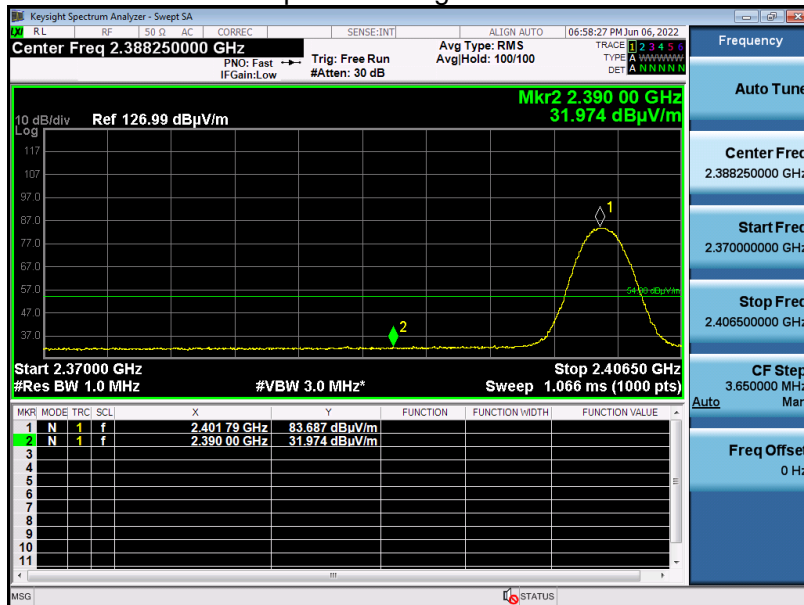 Keysight Spectrum Analyzer - Swept SA
LXI RL RF 50 Ω AC CORREC SENSE:INT ALIGN AUTO 06:58:27 PM Jun 06, 2022
Center Freq 2.388250000 GHz
PNO: Fast
IFGain:Low
Trig: Free Run
#Atten: 30 dB
Avg Type: RMS
Avg|Hold: 100/100
TRACE 1 2 3 4 5 6
TYPE A WWWWW
DET A N N N N N
Mkr2 2.390 00 GHz
31.974 dBµV/m
10 dB/div Ref 126.99 dBµV/m
Log
117
107
97.0
87.0
77.0
67.0
57.0
47.0
37.0
1
54.00 dBµV/m
2
Start 2.37000 GHz Stop 2.40650 GHz
#Res BW 1.0 MHz #VBW 3.0 MHz* Sweep 1.066 ms (1000 pts)
MKR MODE TRC SCL X Y FUNCTION FUNCTION WIDTH FUNCTION VALUE
1 N 1 f 2.401 79 GHz 83.687 dBµV/m
2 N 1 f 2.390 00 GHz 31.974 dBµV/m
3
4
5
6
7
8
9
10
11
MSG STATUS
Frequency
Auto Tune
Center Freq
2.388250000 GHz
Start Freq
2.370000000 GHz
Stop Freq
2.406500000 GHz
CF Step
3.650000 MHz
Auto Man
Freq Offset
0 Hz